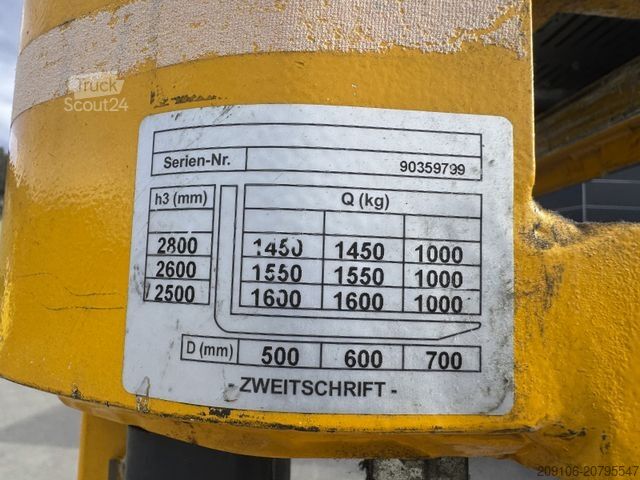 Truck
Scout24
Serien-Nr. 90359799
h3 (mm) Q (kg)
2800 1450 1450 1000
2600 1550 1550 1000
2500 1600 1600 1000
D (mm) 500 600 700
- ZWEITSCHRIFT -
209106-20795547